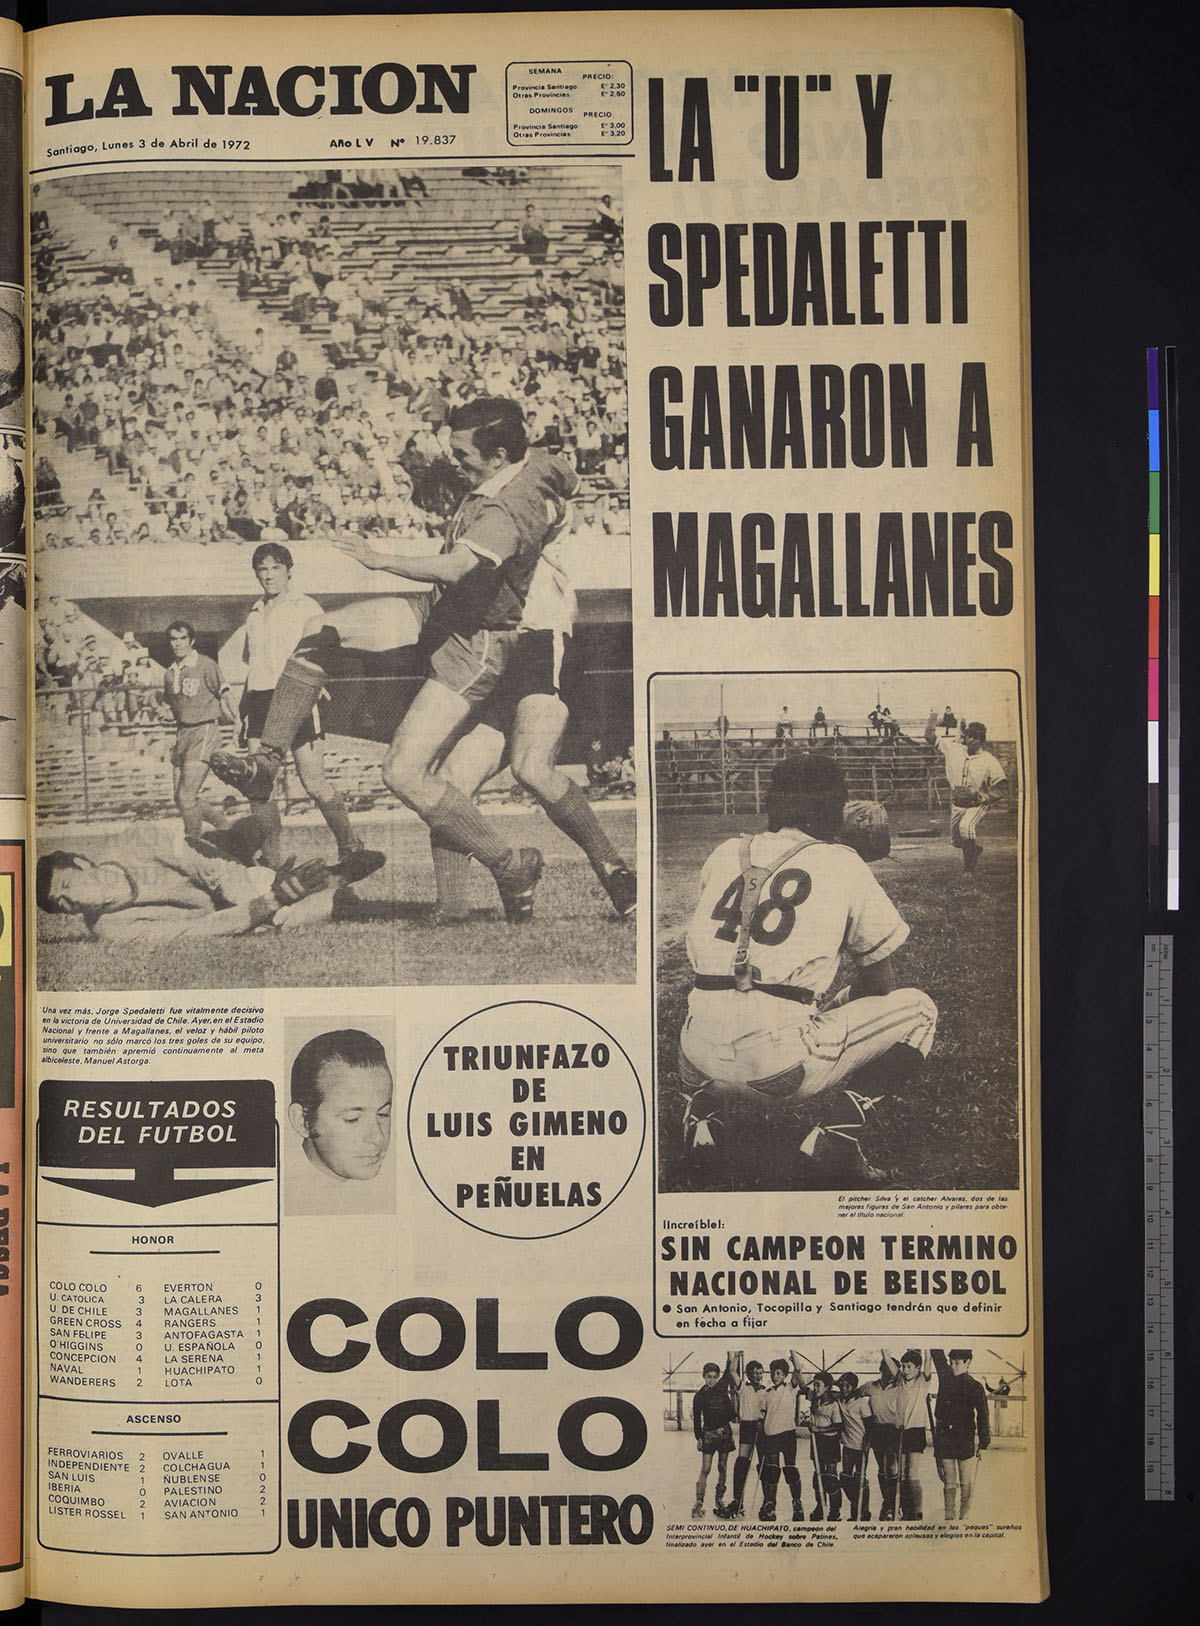 LA NACION
Santiago, Lunes 3 de Abril de 1972 Año L V Nº 19.837
SEMANA
PRECIO:
Provincia Santiago Eº 2,30
Otras Provincias Eº 2,50
DOMINGOS
PRECIO
Provincia Santiago Eº 3,00
Otras Provincias Eº 3,20
LA "U" Y
SPEDALETTI
GANARON A
MAGALLANES
Una vez más, Jorge Spedaletti fue vitalmente decisivo
en la victoria de Universidad de Chile. Ayer, en el Estadio
Nacional y frente a Magallanes, el veloz y hábil piloto
universitario no sólo marcó los tres goles de su equipo,
sino que también apremió continuamente al meta
albiceleste, Manuel Astorga.
RESULTADOS
DEL FUTBOL
HONOR
COLO COLO 6 EVERTON 0
U. CATOLICA 3 LA CALERA 3
U. DE CHILE 3 MAGALLANES 1
GREEN CROSS 4 RANGERS 1
SAN FELIPE 3 ANTOFAGASTA 1
O'HIGGINS 0 U. ESPAÑOLA 0
CONCEPCION 4 LA SERENA 1
NAVAL 1 HUACHIPATO 1
WANDERERS 2 LOTA 0
ASCENSO
FERROVIARIOS 2 OVALLE 1
INDEPENDIENTE 2 COLCHAGUA 1
SAN LUIS 1 ÑUBLENSE 0
IBERIA 0 PALESTINO 2
COQUIMBO 2 AVIACION 2
LISTER ROSSEL 1 SAN ANTONIO 1
TRIUNFAZO
DE
LUIS GIMENO
EN
PEÑUELAS
COLO
COLO
UNICO PUNTERO
48
S
El pitcher Silva y el catcher Alvarez, dos de las
mejores figuras de San Antonio y pilares para obte-
ner el título nacional.
¡Increíble!:
SIN CAMPEON TERMINO
NACIONAL DE BEISBOL
● San Antonio, Tocopilla y Santiago tendrán que definir
en fecha a fijar
SEMI CONTINUO, DE HUACHIPATO, campeón del
Interprovincial Infantil de Hockey sobre Patines,
finalizado ayer en el Estadio del Banco de Chile.
Alegría y gran habilidad en los "peques" sureños
que acapararon aplausos y elogios en la capital.